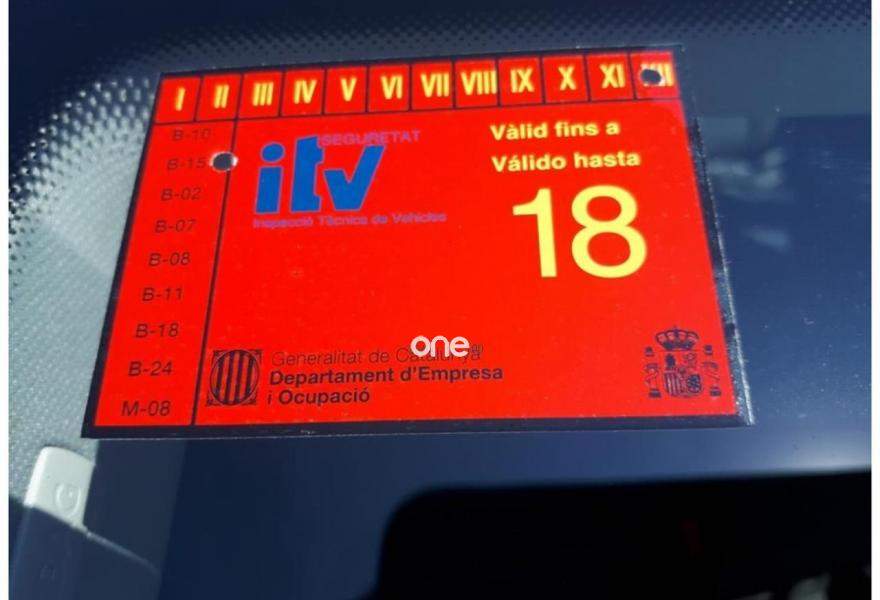 I II III IV V VI VII VIII IX X XI XII
B-10
B-15
B-02
B-07
B-08
B-11
B-18
B-24
M-08
SEGURETAT
itv
Inspecció Tècnica de Vehicles
Vàlid fins a
Válido hasta
18
one
Generalitat de Catalunya
Departament d'Empresa
i Ocupació